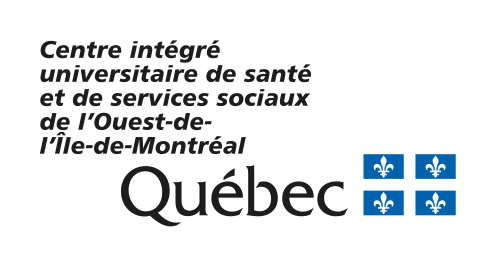 Centre intégré
universitaire de santé
et de services sociaux
de l'Ouest-de-
l'Île-de-Montréal
Québec